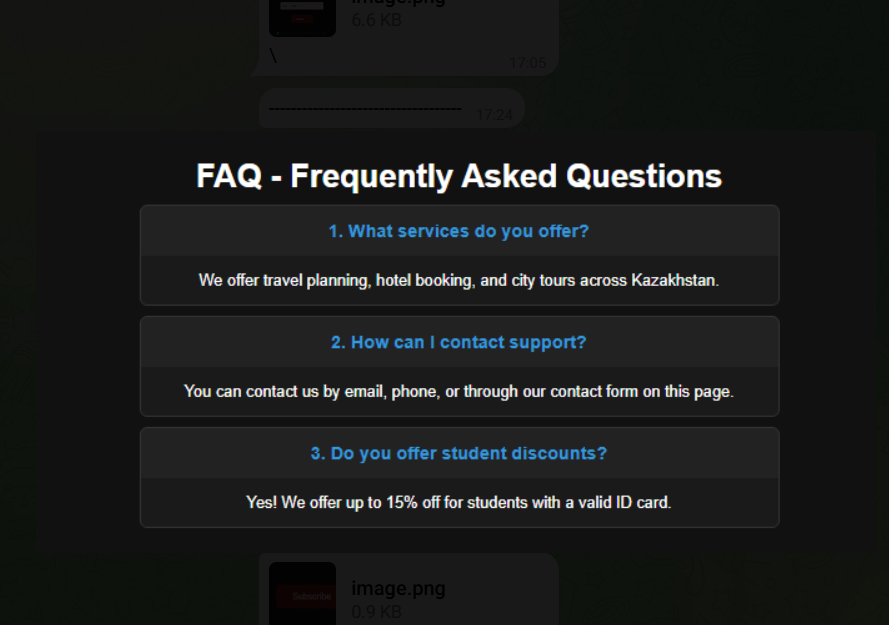 image.png
6.6 KB
\
17:05
-----------------------------------
17:24
FAQ - Frequently Asked Questions
1. What services do you offer?
We offer travel planning, hotel booking, and city tours across Kazakhstan.
2. How can I contact support?
You can contact us by email, phone, or through our contact form on this page.
3. Do you offer student discounts?
Yes! We offer up to 15% off for students with a valid ID card.
Subscribe
image.png
0.9 KB